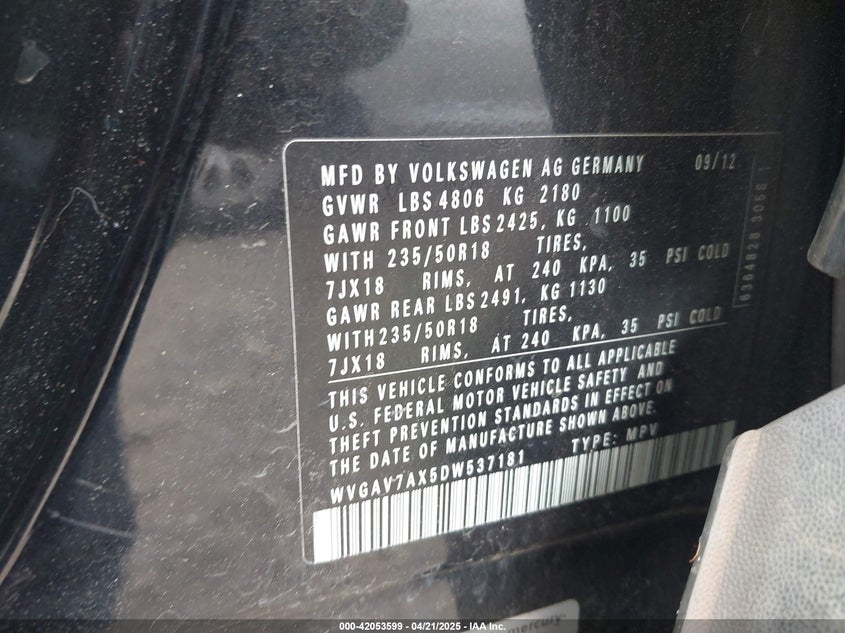 MFD BY VOLKSWAGEN AG GERMANY 09/12
GVWR LBS 4806 KG 2180
GAWR FRONT LBS 2425, KG 1100
WITH 235/50R18 TIRES,
7JX18 RIMS, AT 240 KPA, 35 PSI COLD
GAWR REAR LBS 2491, KG 1130
WITH 235/50R18 TIRES,
7JX18 RIMS, AT 240 KPA, 35 PSI COLD
THIS VEHICLE CONFORMS TO ALL APPLICABLE
U.S. FEDERAL MOTOR VEHICLE SAFETY AND
THEFT PREVENTION STANDARDS IN EFFECT ON
THE DATE OF MANUFACTURE SHOWN ABOVE.
WVGAV7AX5DW537181 TYPE: MPV
mercury
000-42053599 - 04/21/2025 - IAA Inc.